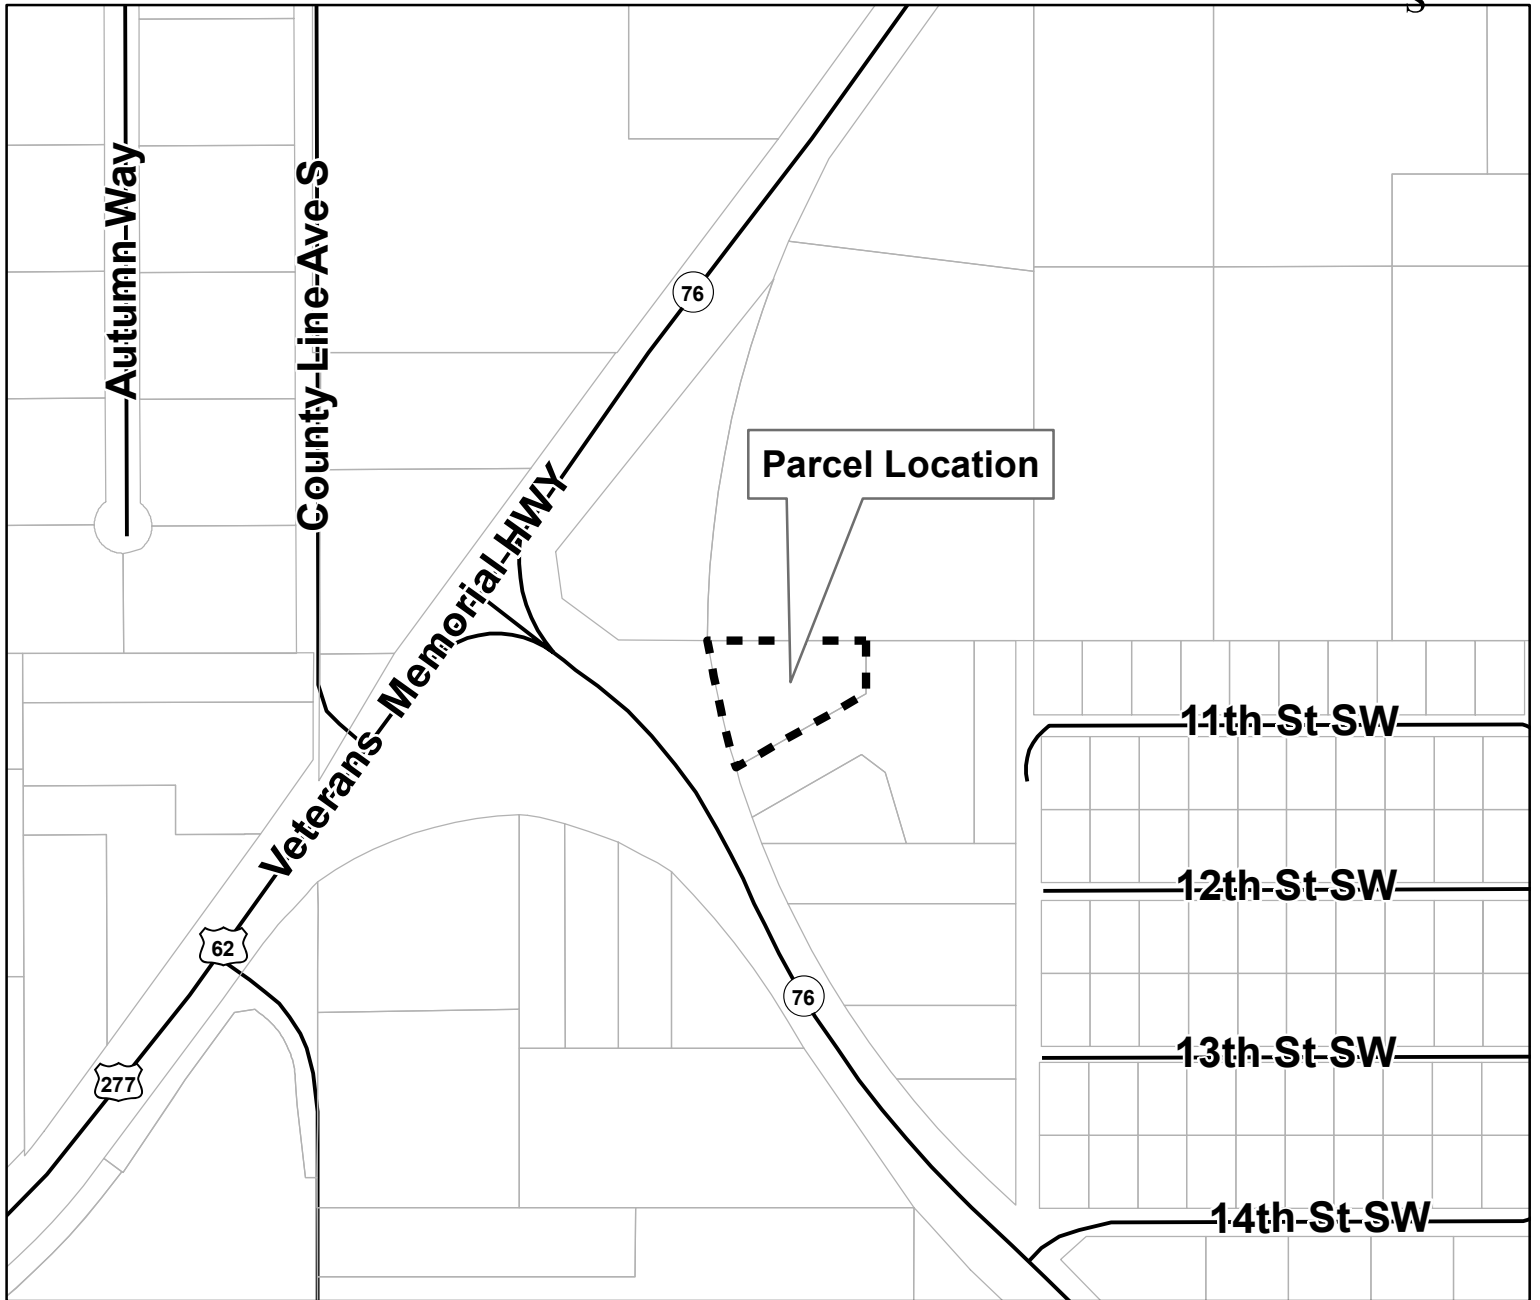 S
Autumn Way
County Line Ave S
76
Parcel Location
Veterans Memorial HWY
11th St SW
12th St SW
62
76
13th St SW
277
14th St SW